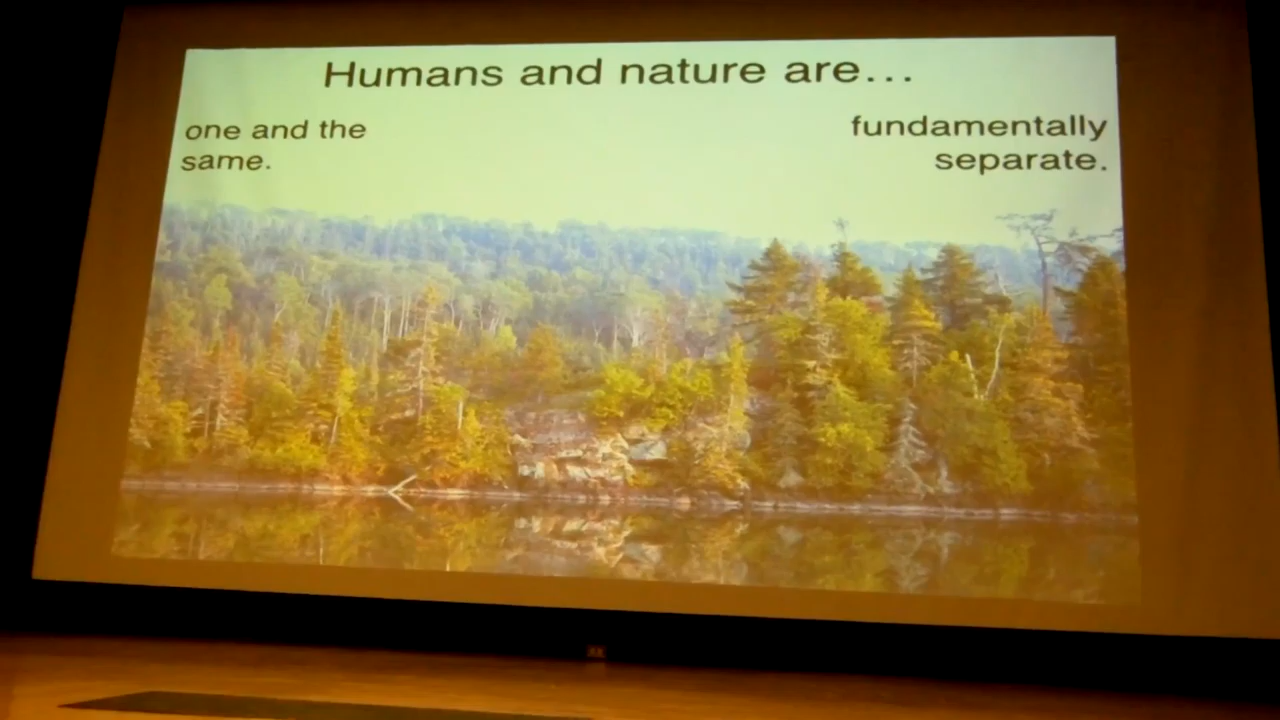 Humans and nature are...
one and the
same.
fundamentally
separate.